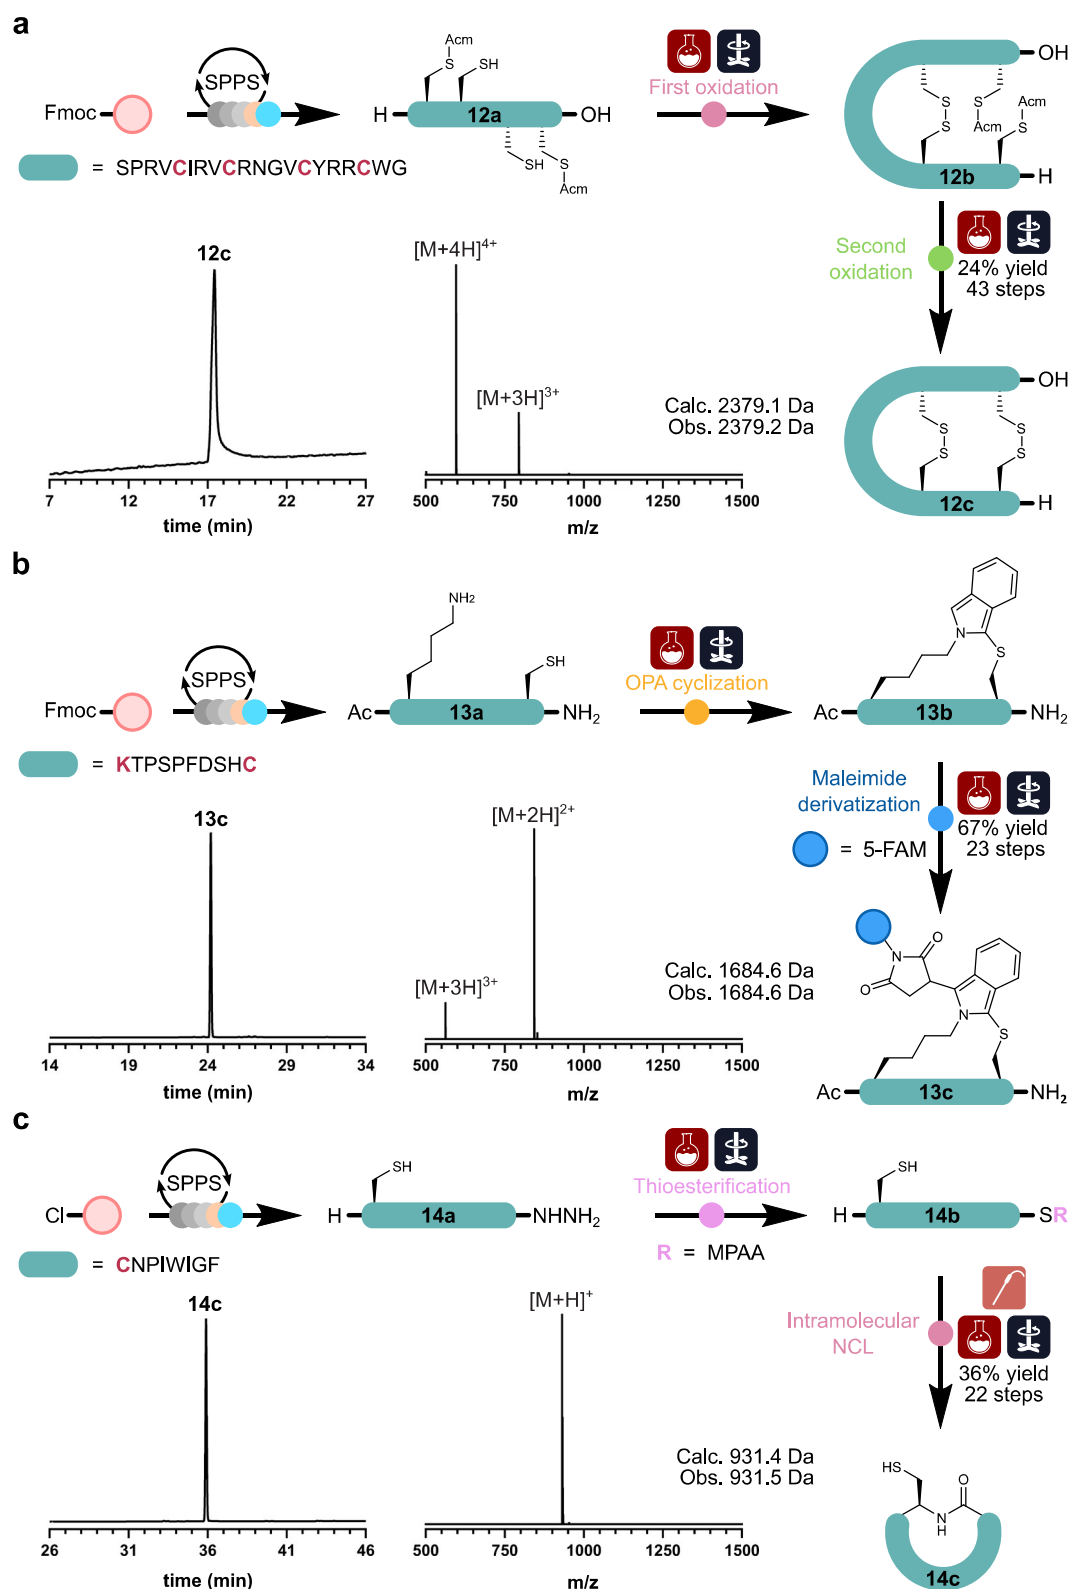 a
Fmoc
SPPS
Acm
S
SH
H
12a
OH
SH
S
Acm
First oxidation
OH
S
S
S
Acm
Acm
S
12b
H
= SPRVCIRVCRNGVCYRRCWG
Second
oxidation
24% yield
43 steps
12c
[M+4H]4+
[M+3H]3+
Calc. 2379.1 Da
Obs. 2379.2 Da
OH
S
S
S
S
12c
H
7 12 17 22 27
time (min)
500 750 1000 1250 1500
m/z
b
Fmoc
SPPS
NH2
SH
Ac
13a
NH2
OPA cyclization
N
S
Ac
13b
NH2
= KTPSPFDSHC
Maleimide
derivatization
= 5-FAM
67% yield
23 steps
13c
[M+2H]2+
[M+3H]3+
Calc. 1684.6 Da
Obs. 1684.6 Da
O
N
O
N
S
Ac
13c
NH2
14 19 24 29 34
time (min)
500 750 1000 1250 1500
m/z
c
Cl
SPPS
SH
H
14a
NHNH2
Thioesterification
R = MPAA
SH
H
14b
SR
= CNPIWIGF
Intramolecular
NCL
36% yield
22 steps
14c
[M+H]+
Calc. 931.4 Da
Obs. 931.5 Da
HS
O
N
H
14c
26 31 36 41 46
time (min)
500 750 1000 1250 1500
m/z